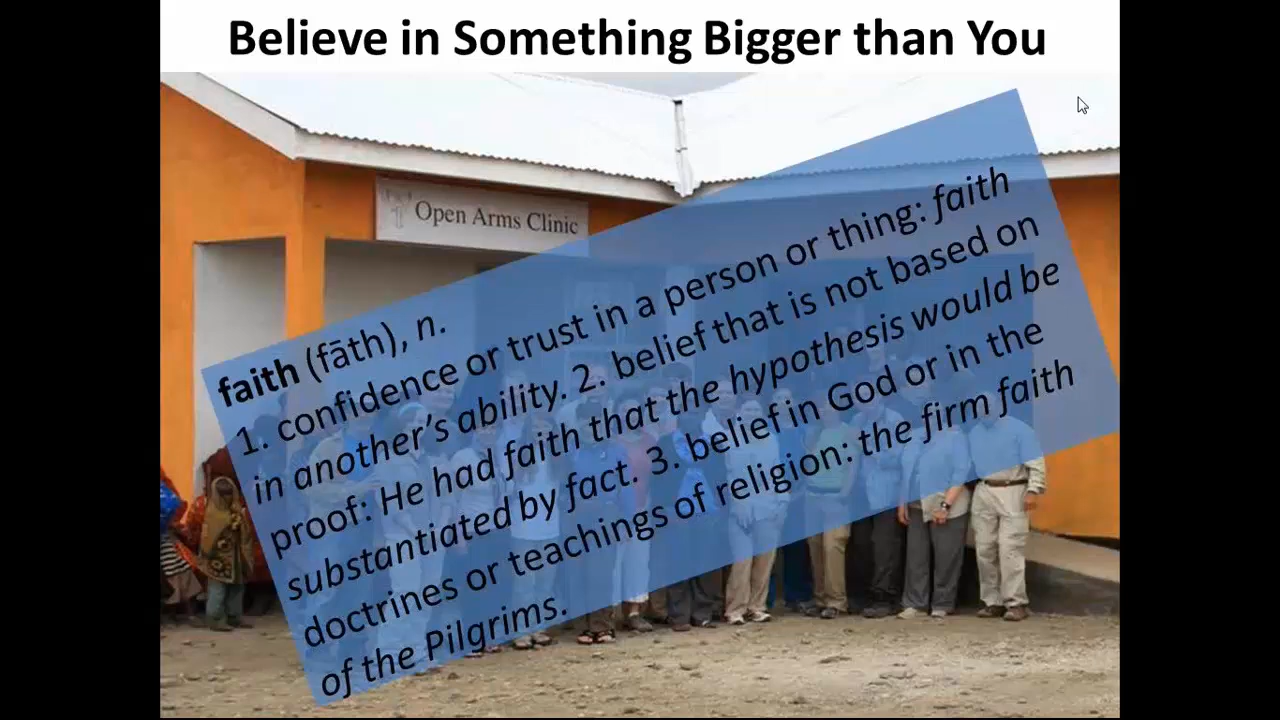 Believe in Something Bigger than You
Open Arms Clinic
faith (fāth), n.
1. confidence or trust in a person or thing: faith
in another's ability. 2. belief that is not based on
proof: He had faith that the hypothesis would be
substantiated by fact. 3. belief in God or in the
doctrines or teachings of religion: the firm faith
of the Pilgrims.